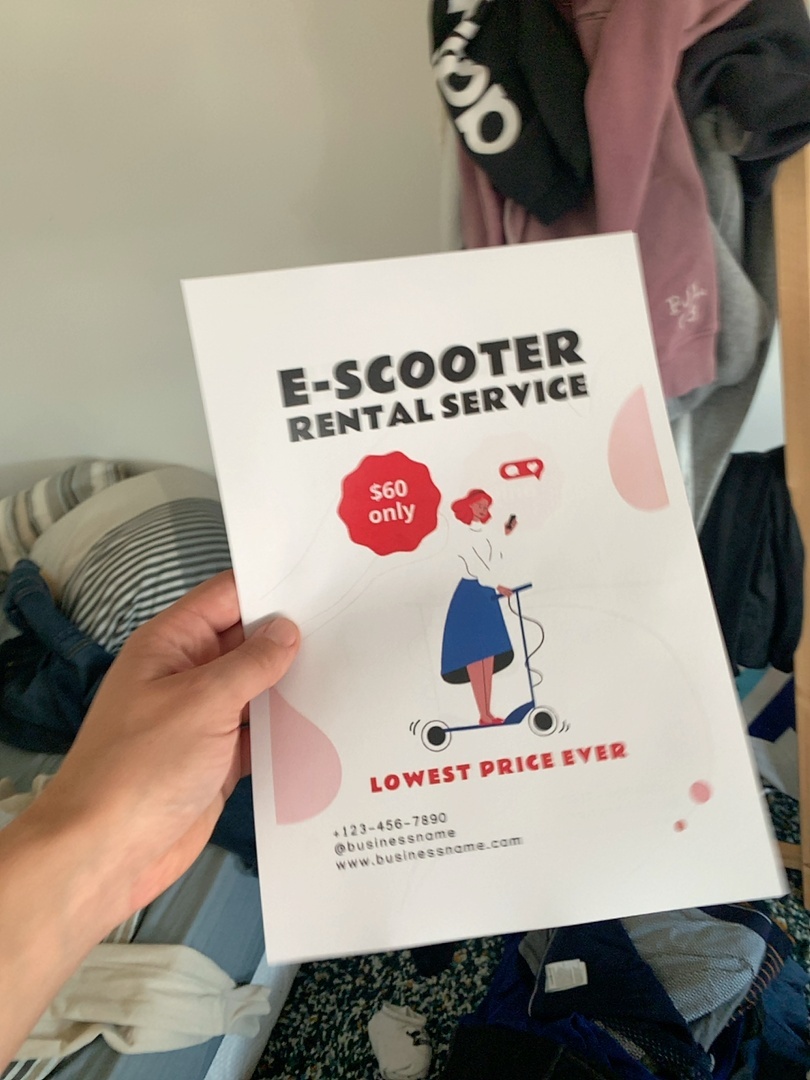 E-SCOOTER
RENTAL SERVICE
$60
only
LOWEST PRICE EVER
+123-456-7890
@businessname
www.businessname.com